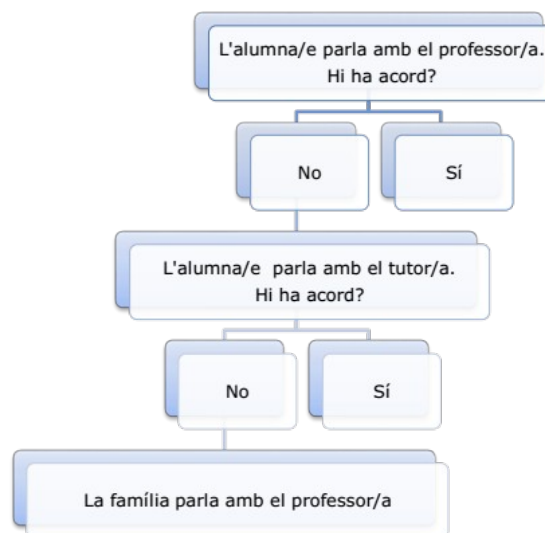 L'alumna/e parla amb el professor/a.
Hi ha acord?
No
Sí
L'alumna/e parla amb el tutor/a.
Hi ha acord?
No
Sí
La família parla amb el professor/a